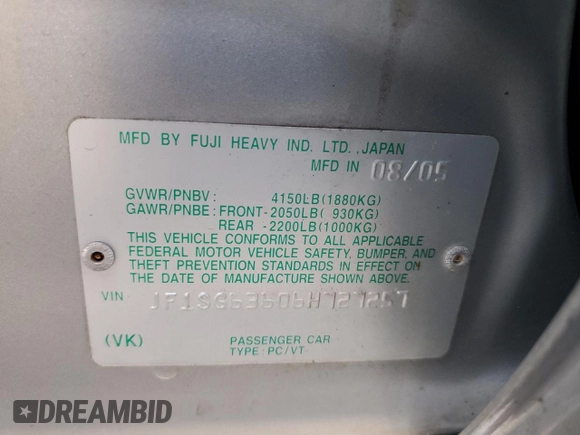 MFD BY FUJI HEAVY IND. LTD. ,JAPAN
MFD IN 08/05
GVWR/PNBV : 4150LB(1880KG)
GAWR/PNBE : FRONT-2050LB( 930KG)
REAR -2200LB(1000KG)
THIS VEHICLE CONFORMS TO ALL APPLICABLE
FEDERAL MOTOR VEHICLE SAFETY, BUMPER, AND
THEFT PREVENTION STANDARDS IN EFFECT ON
THE DATE OF MANUFACTURE SHOWN ABOVE.
VIN
(VK)
PASSENGER CAR
TYPE:PC/VT
DREAMBID